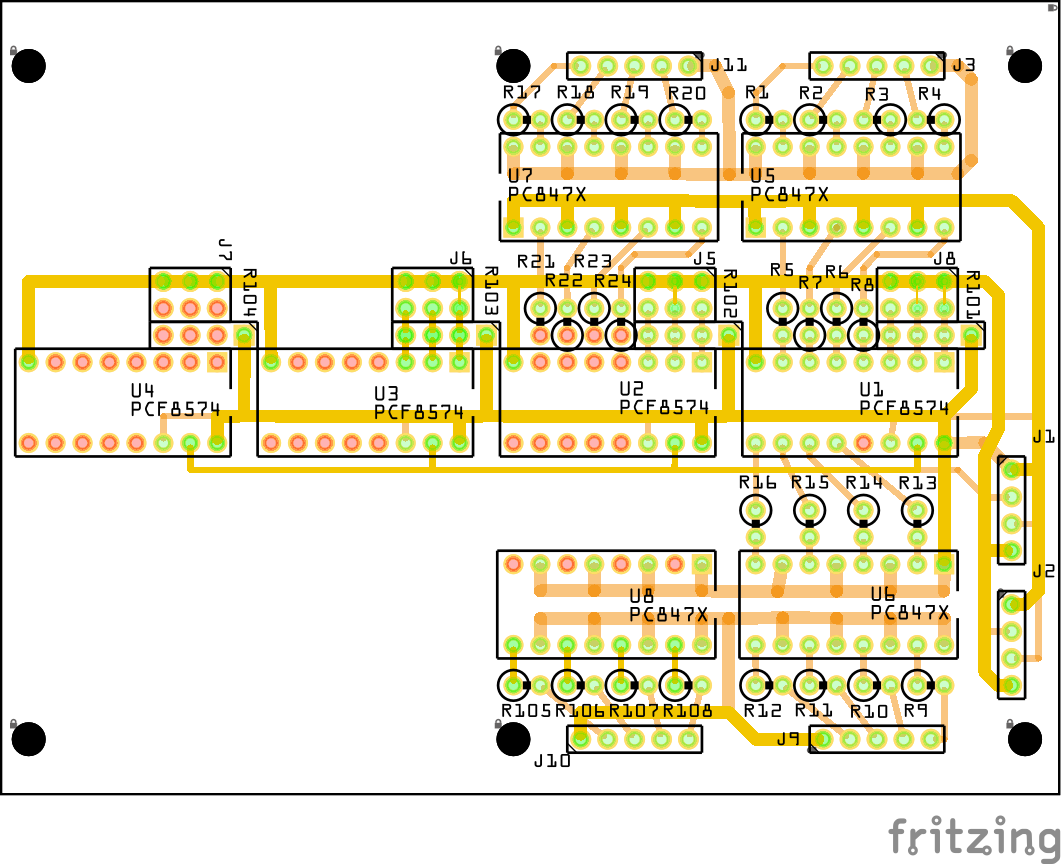 J11
J3
R17 R18 R19 R20 R1 R2 R3 R4
U7
PC847X
U5
PC847X
J7
J6
J5
J8
R21 R23
R22 R24
R5 R6
R7 R8
R104
R103
R102
R101
U4
PCF8574
U3
PCF8574
U2
PCF8574
U1
PCF8574
J1
R16 R15 R14 R13
J2
U8
PC847X
U6
PC847X
R105 R106 R107 R108 R12 R11 R10 R9
J9
J10
fritzing